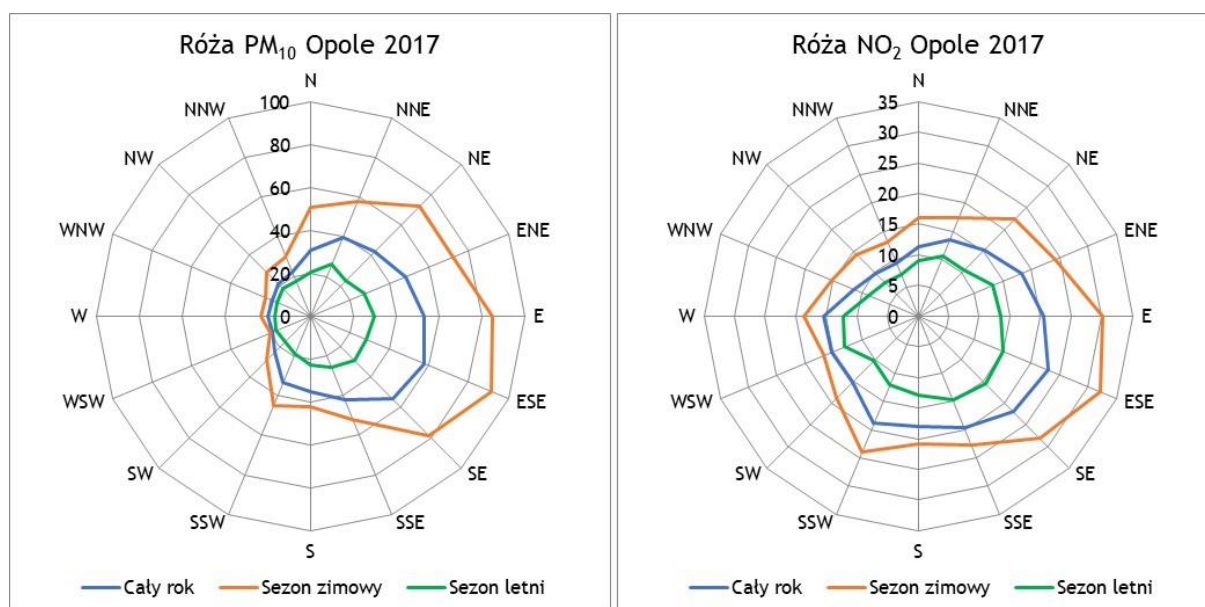 Róża PM₁₀ Opole 2017
N
NNW
NNE
NW
NE
WNW
ENE
W
E
WSW
ESE
SW
SE
SSW
SSE
S
100
80
60
40
20
0
Cały rok
Sezon zimowy
Sezon letni
Róża NO₂ Opole 2017
N
NNW
NNE
NW
NE
WNW
ENE
W
E
WSW
ESE
SW
SE
SSW
SSE
S
35
30
25
20
15
10
5
0
Cały rok
Sezon zimowy
Sezon letni